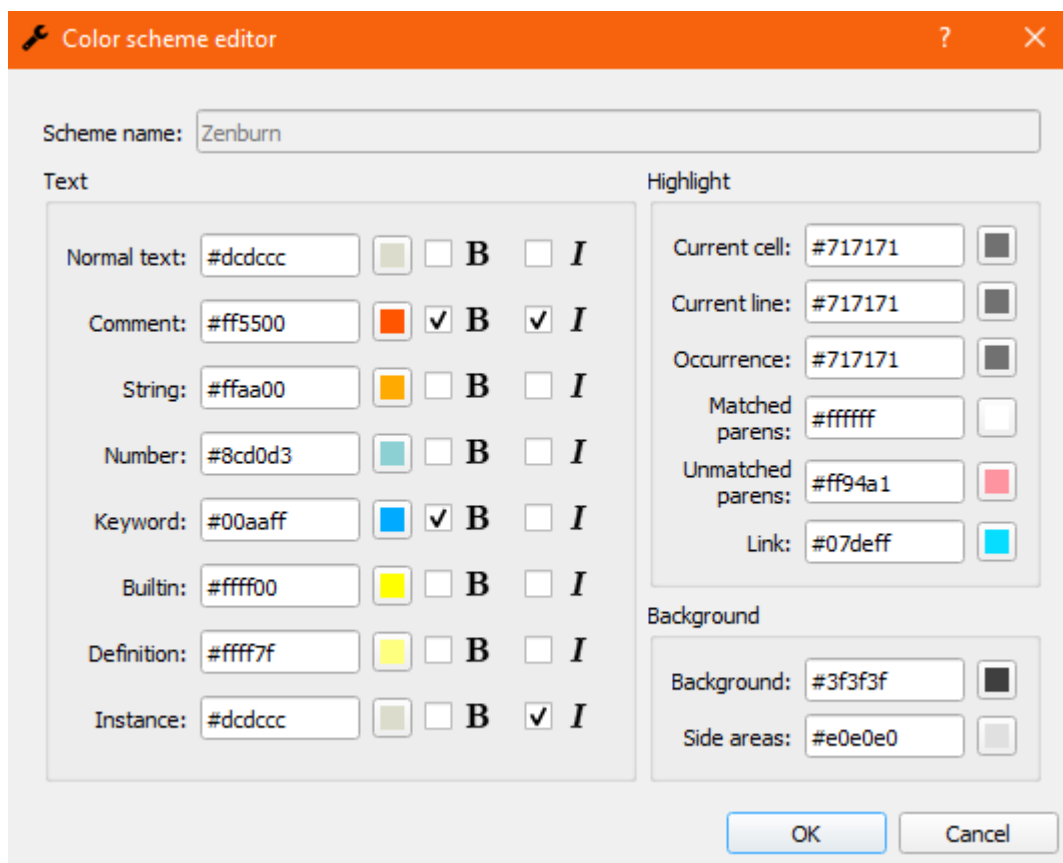 Color scheme editor ?
Scheme name: Zenburn
Text
Normal text: #dcdccc B I
Comment: #ff5500 B I
String: #ffaa00 B I
Number: #8cd0d3 B I
Keyword: #00aaff B I
Builtin: #ffff00 B I
Definition: #ffff7f B I
Instance: #dcdccc B I
Highlight
Current cell: #717171
Current line: #717171
Occurrence: #717171
Matched
parens: #ffffff
Unmatched
parens: #ff94a1
Link: #07deff
Background
Background: #3f3f3f
Side areas: #e0e0e0
OK Cancel